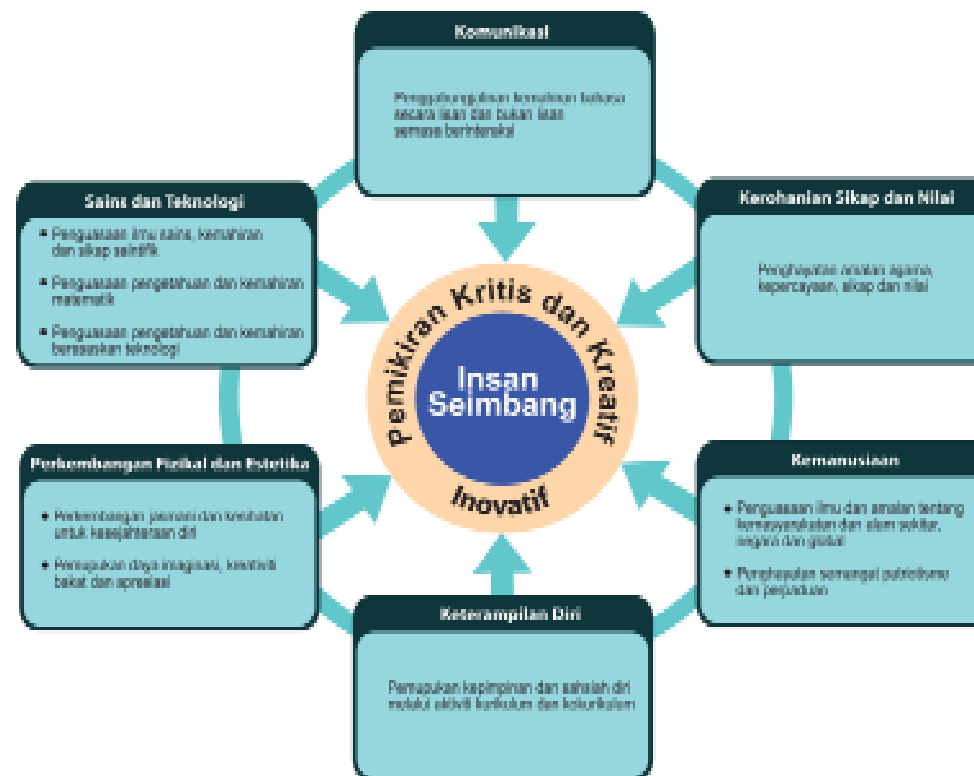 Komunikasi
Penggabungjalinan kemahiran bahasa
secara lisan dan bukan lisan
semasa berinteraksi
Sains dan Teknologi
• Penguasaan ilmu sains, kemahiran
dan sikap saintifik
• Penguasaan pengetahuan dan kemahiran
matematik
• Penguasaan pengetahuan dan kemahiran
berasaskan teknologi
Kerohanian Sikap dan Nilai
Penghayatan amalan agama,
kepercayaan, sikap dan nilai
Pemikiran Kritis dan Kreatif
Insan
Seimbang
Inovatif
Perkembangan Fizikal dan Estetika
• Perkembangan jasmani dan kesihatan
untuk kesejahteraan diri
• Pemupukan daya imaginasi, kreativiti
bakat dan apresiasi
Kemanusiaan
• Penguasaan ilmu dan amalan tentang
kemasyarakatan dan alam sekitar,
negara dan global
• Penghayatan semangat patriotisme
dan perpaduan
Keterampilan Diri
Pemupukan kepimpinan dan sahsiah diri
melalui aktiviti kurikulum dan kokurikulum